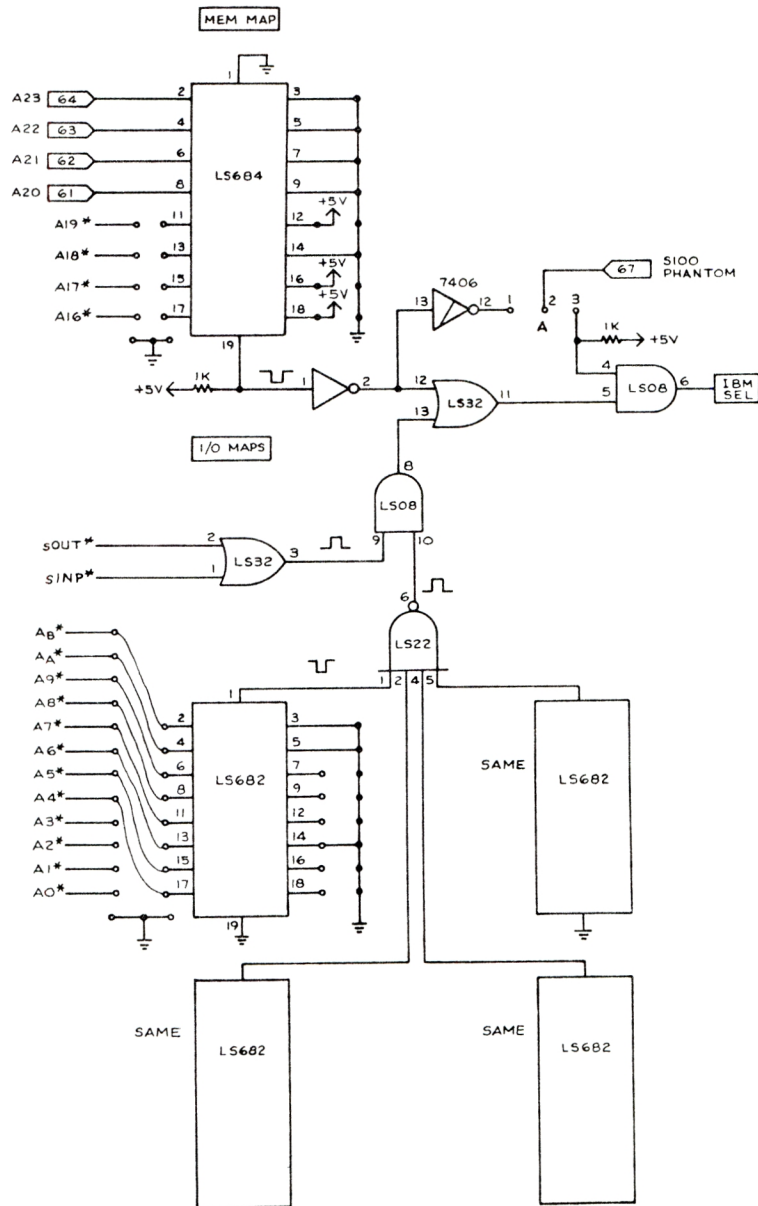 MEM MAP
1
A23 64 2 3
A22 63 4 5
A21 62 6 7
LS684
A20 61 8 9
+5V
A19* 11 12
A18* 13 14
+5V
A17* 15 16
+5V
A16* 17 18
19
7406
13 12 1 2 3
A
67 S100 PHANTOM
1K +5V
+5V 1K
1 2
12
13
LS32
11
4
5
LS08
6
IBM SEL
I/O MAPS
8
LS08
9 10
SOUT* 2
SINP* 1
LS32
3
6
LS22
1 2 4 5
AB*
AA*
A9*
A8*
A7*
A6*
A5*
A4*
A3*
A2*
A1*
A0*
1
2 3
4 5
6 7
LS682
8 9
11 12
13 14
15 16
17 18
19
SAME
LS682
SAME
LS682
SAME
LS682